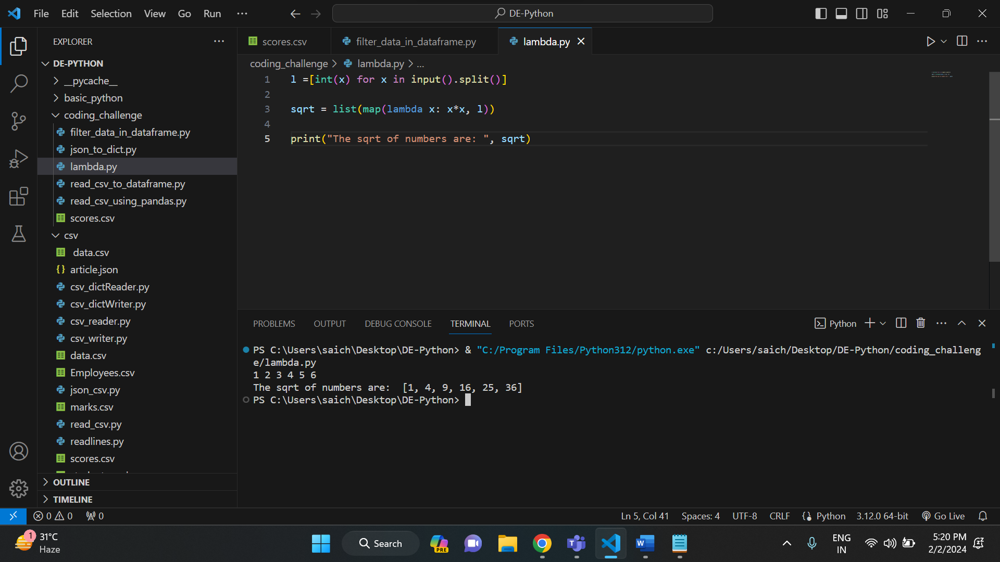 File Edit Selection View Go Run ···
DE-Python
EXPLORER ···
DE-PYTHON
__pycache__
basic_python
coding_challenge
filter_data_in_dataframe.py
json_to_dict.py
lambda.py
read_csv_to_dataframe.py
read_csv_using_pandas.py
scores.csv
csv
data.csv
article.json
csv_dictReader.py
csv_dictWriter.py
csv_reader.py
csv_writer.py
data.csv
Employees.csv
json_csv.py
marks.csv
read_csv.py
readlines.py
scores.csv
OUTLINE
TIMELINE
scores.csv filter_data_in_dataframe.py lambda.py
coding_challenge > lambda.py > ...
1 l =[int(x) for x in input().split()]
2
3 sqrt = list(map(lambda x: x*x, l))
4
5 print("The sqrt of numbers are: ", sqrt)
PROBLEMS OUTPUT DEBUG CONSOLE TERMINAL PORTS
Python
PS C:\Users\saich\Desktop\DE-Python> & "C:/Program Files/Python312/python.exe" c:/Users/saich/Desktop/DE-Python/coding_challeng
e/lambda.py
1 2 3 4 5 6
The sqrt of numbers are:  [1, 4, 9, 16, 25, 36]
PS C:\Users\saich\Desktop\DE-Python>
0 0 0
Ln 5, Col 41 Spaces: 4 UTF-8 CRLF Python 3.12.0 64-bit Go Live
1
31°C
Haze
Search
PRE
ENG
IN
5:20 PM
2/2/2024